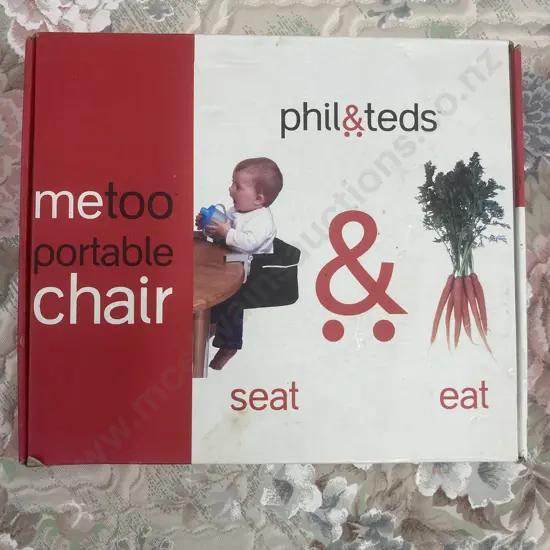 phil&teds
metoo
portable
chair
&
seat
eat